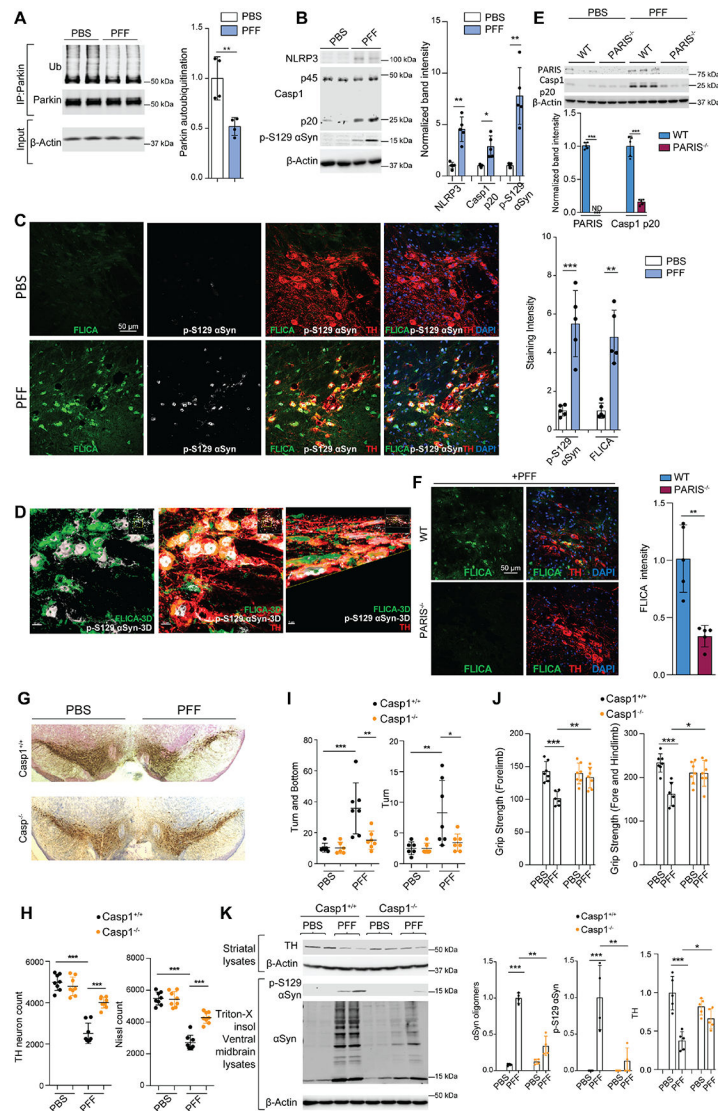 A
PBS PFF
IP-Parkin
Ub
50 kDa
Parkin
50 kDa
Input
β-Actin
37 kDa
Parkin autoubiquitination
1.5
1.0
0.5
0.0
**
PBS
PFF
B
PBS PFF
NLRP3
100 kDa
p45
50 kDa
Casp1
p20
25 kDa
p-S129 αSyn
15 kDa
β-Actin
37 kDa
Normalized band intensity
10
8
6
4
2
0
** * **
PBS
PFF
NLRP3
Casp1 p20
p-S129 αSyn
E
PBS PFF
WT PARIS-/- WT PARIS-/-
PARIS
75 kDa
Casp1 p20
25 kDa
β-Actin
37 kDa
Normalized band intensity
1.5
1.0
0.5
0.0
*** ***
ND
WT
PARIS-/-
PARIS Casp1 p20
C
PBS
FLICA
50 µm
p-S129 αSyn
FLICA p-S129 αSyn TH
FLICA p-S129 αSyn TH DAPI
PFF
FLICA
p-S129 αSyn
FLICA p-S129 αSyn TH
FLICA p-S129 αSyn TH DAPI
Staining Intensity
10
8
6
4
2
0
*** **
PBS
PFF
p-S129 αSyn
FLICA
D
FLICA-3D
p-S129 αSyn-3D
FLICA-3D
p-S129 αSyn-3D
TH
FLICA-3D
p-S129 αSyn-3D
TH
F
+PFF
WT
FLICA
50 µm
FLICA TH DAPI
PARIS-/-
FLICA
FLICA TH DAPI
FLICA intensity
1.5
1.0
0.5
0.0
**
WT
PARIS-/-
G
PBS PFF
Casp1+/+
Casp-/-
I
Casp1+/+
Casp1-/-
Turn and Bottom
80
60
40
20
0
*** **
PBS PFF
Turn
20
15
10
5
0
** *
PBS PFF
J
Casp1+/+
Casp1-/-
Grip Strength (Forelimb)
200
150
100
50
0
*** **
PBS PFF PBS PFF
Grip Strength (Fore and Hindlimb)
400
300
200
100
0
*** *
PBS PFF PBS PFF
H
Casp1+/+
Casp1-/-
TH neuron count
6000
4000
2000
0
*** ***
PBS PFF
Nissl count
8000
6000
4000
2000
0
*** ***
PBS PFF
K
Casp1+/+ Casp1-/-
PBS PFF PBS PFF
Striatal lysates
TH
50 kDa
β-Actin
37 kDa
Triton-X insol Ventral midbrain lysates
p-S129 αSyn
15 kDa
αSyn
15 kDa
β-Actin
50 kDa
37 kDa
Casp1+/+
Casp1-/-
αSyn oligomers
1.5
1.0
0.5
0.0
*** **
PBS PFF PBS PFF
p-S129 αSyn
1.5
1.0
0.5
0.0
*** **
PBS PFF PBS PFF
TH
1.5
1.0
0.5
0.0
*** *
PBS PFF PBS PFF